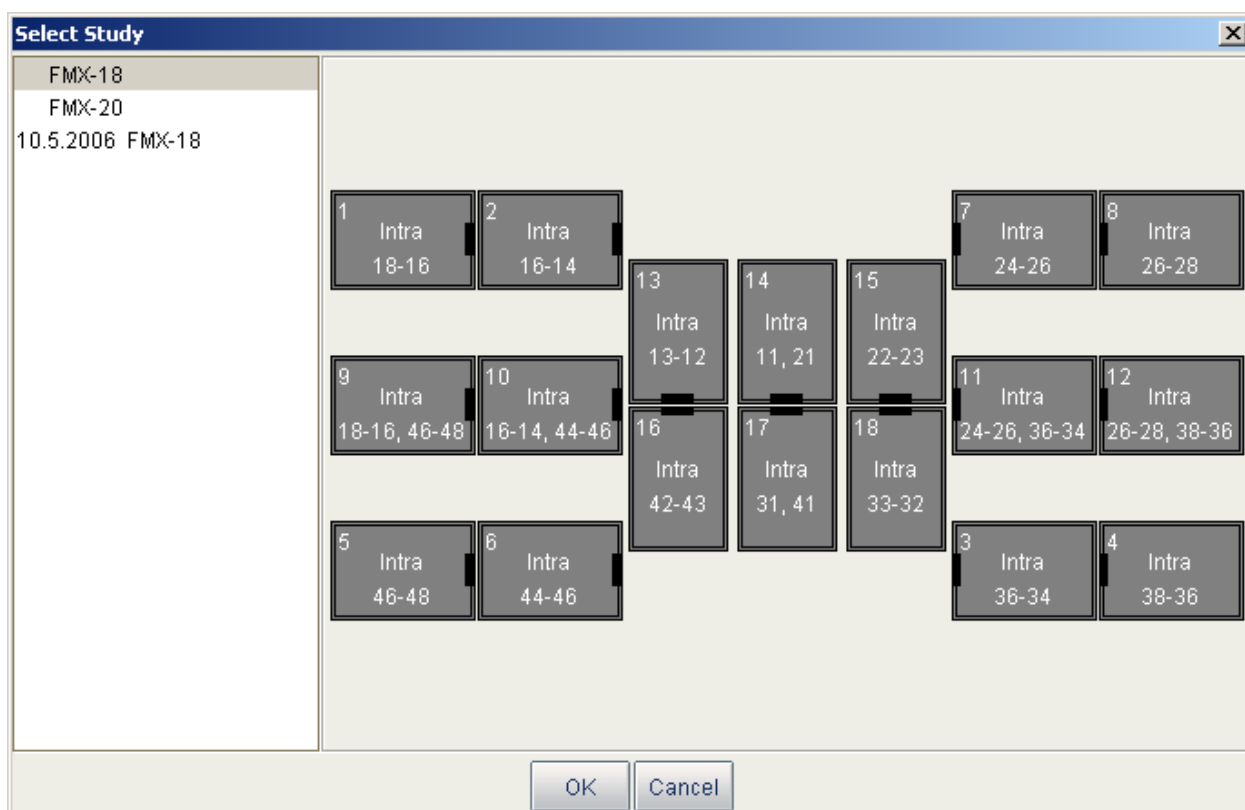 Select Study
FMX-18
FMX-20
10.5.2006 FMX-18
1
Intra
18-16
2
Intra
16-14
7
Intra
24-26
8
Intra
26-28
13
Intra
13-12
14
Intra
11, 21
15
Intra
22-23
9
Intra
18-16, 46-48
10
Intra
16-14, 44-46
11
Intra
24-26, 36-34
12
Intra
26-28, 38-36
16
Intra
42-43
17
Intra
31, 41
18
Intra
33-32
5
Intra
46-48
6
Intra
44-46
3
Intra
36-34
4
Intra
38-36
OK
Cancel